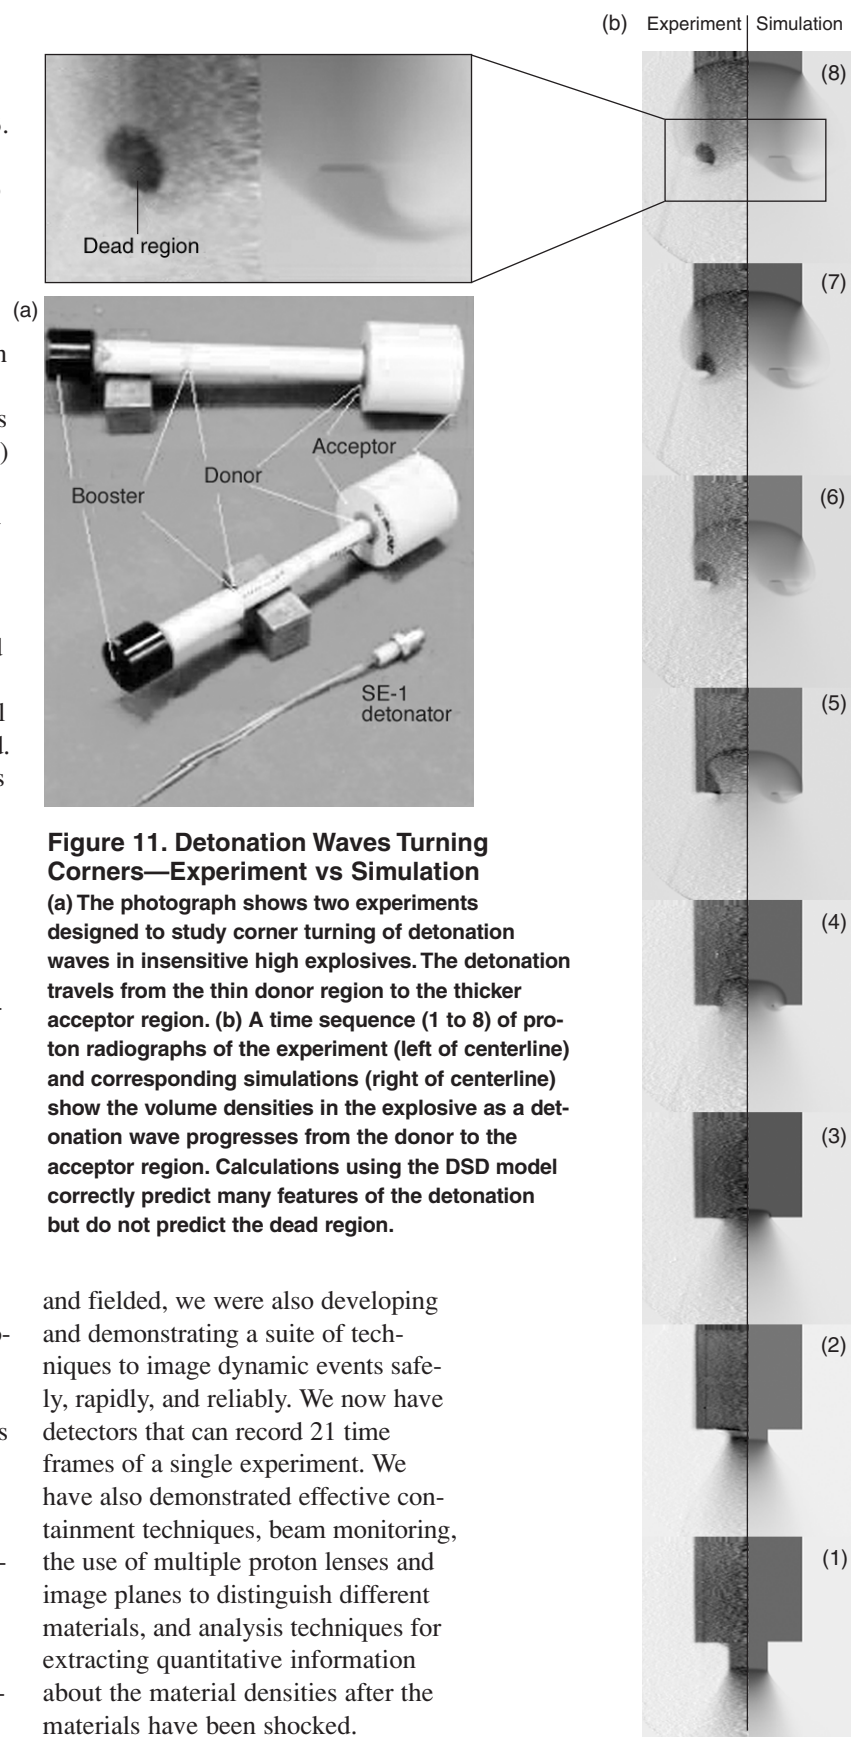 (b) Experiment Simulation
(8)
Dead region
(7)
(a)
Acceptor
Donor
Booster
(6)
SE-1
detonator
(5)
(4)
(3)
(2)
(1)
Figure 11. Detonation Waves Turning
Corners—Experiment vs Simulation
(a) The photograph shows two experiments
designed to study corner turning of detonation
waves in insensitive high explosives. The detonation
travels from the thin donor region to the thicker
acceptor region. (b) A time sequence (1 to 8) of pro-
ton radiographs of the experiment (left of centerline)
and corresponding simulations (right of centerline)
show the volume densities in the explosive as a det-
onation wave progresses from the donor to the
acceptor region. Calculations using the DSD model
correctly predict many features of the detonation
but do not predict the dead region.
and fielded, we were also developing
and demonstrating a suite of tech-
niques to image dynamic events safe-
ly, rapidly, and reliably. We now have
detectors that can record 21 time
frames of a single experiment. We
have also demonstrated effective con-
tainment techniques, beam monitoring,
the use of multiple proton lenses and
image planes to distinguish different
materials, and analysis techniques for
extracting quantitative information
about the material densities after the
materials have been shocked.